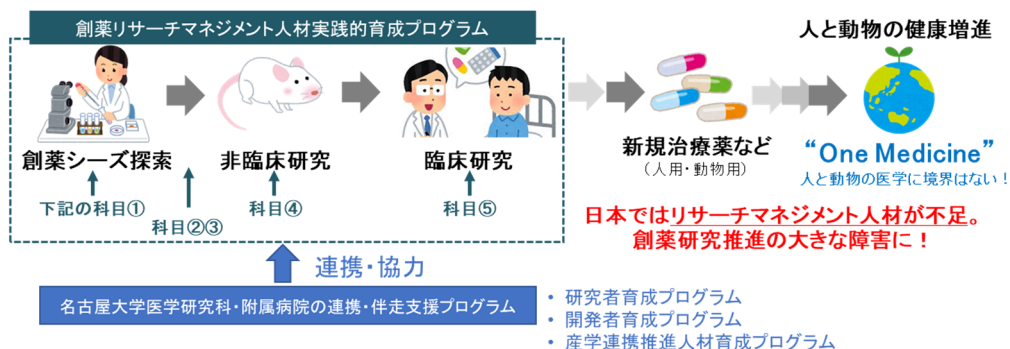 創薬リサーチマネジメント人材実践的育成プログラム
創薬シーズ探索
非臨床研究
臨床研究
下記の科目①
科目②③
科目④
科目⑤
新規治療薬など
（人用・動物用）
人と動物の健康増進
“One Medicine”
人と動物の医学に境界はない！
日本ではリサーチマネジメント人材が不足。
創薬研究推進の大きな障害に！
連携・協力
名古屋大学医学研究科・附属病院の連携・伴走支援プログラム
• 研究者育成プログラム
• 開発者育成プログラム
• 産学連携推進人材育成プログラム